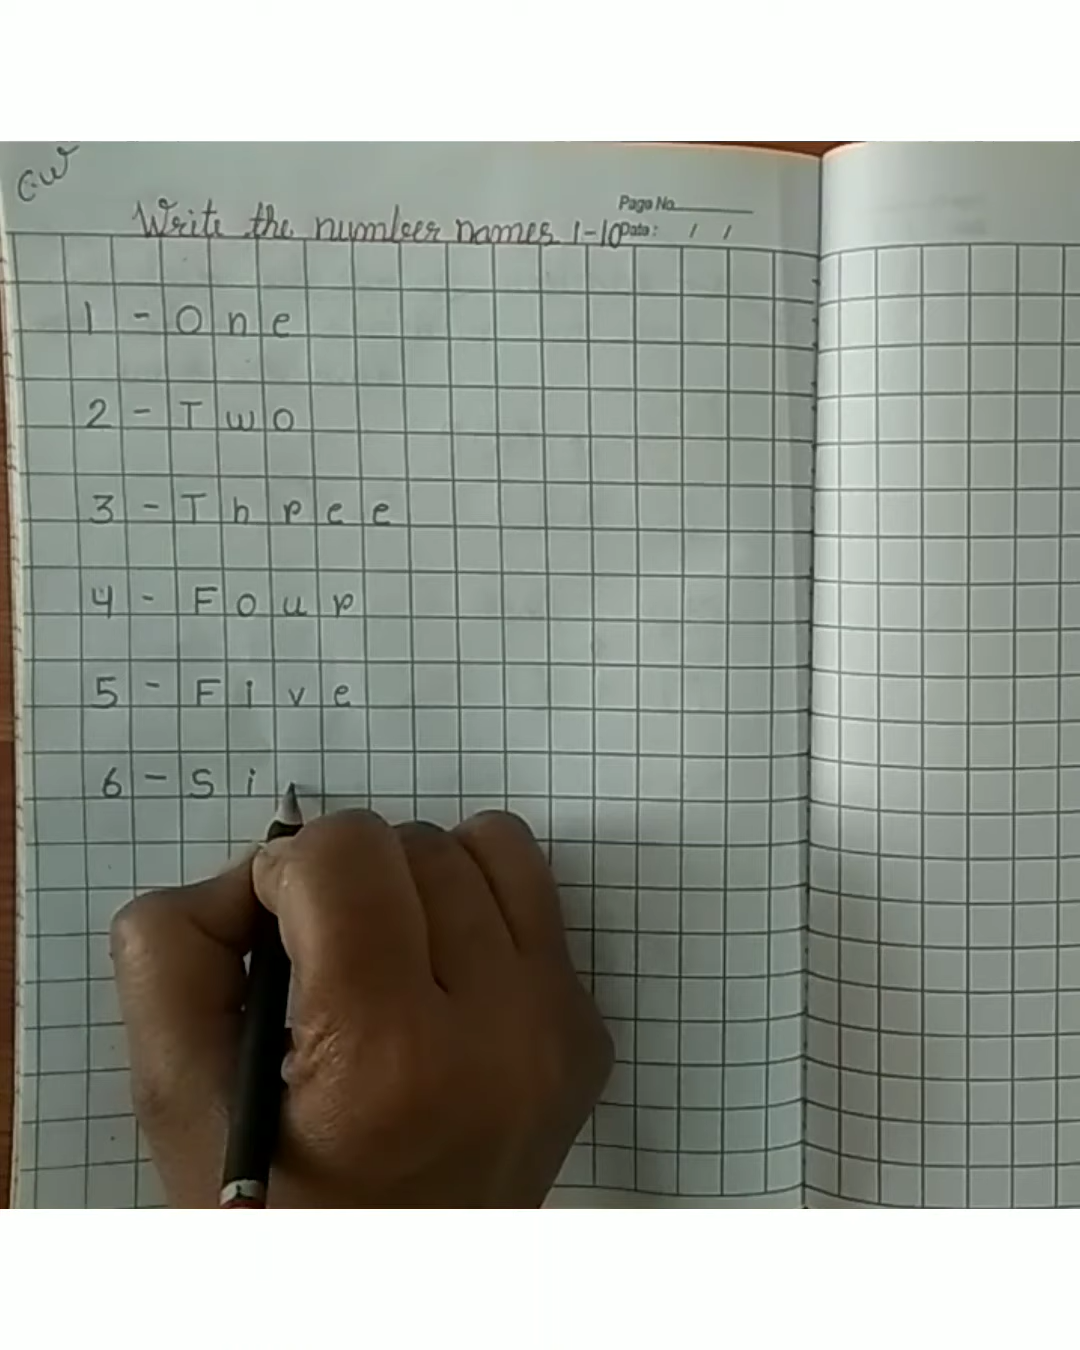 C.W
Write the number names 1-10
Page No.
Date: / /
1 - One
2 - Two
3 - Three
4 - Four
5 - Five
6 - Si